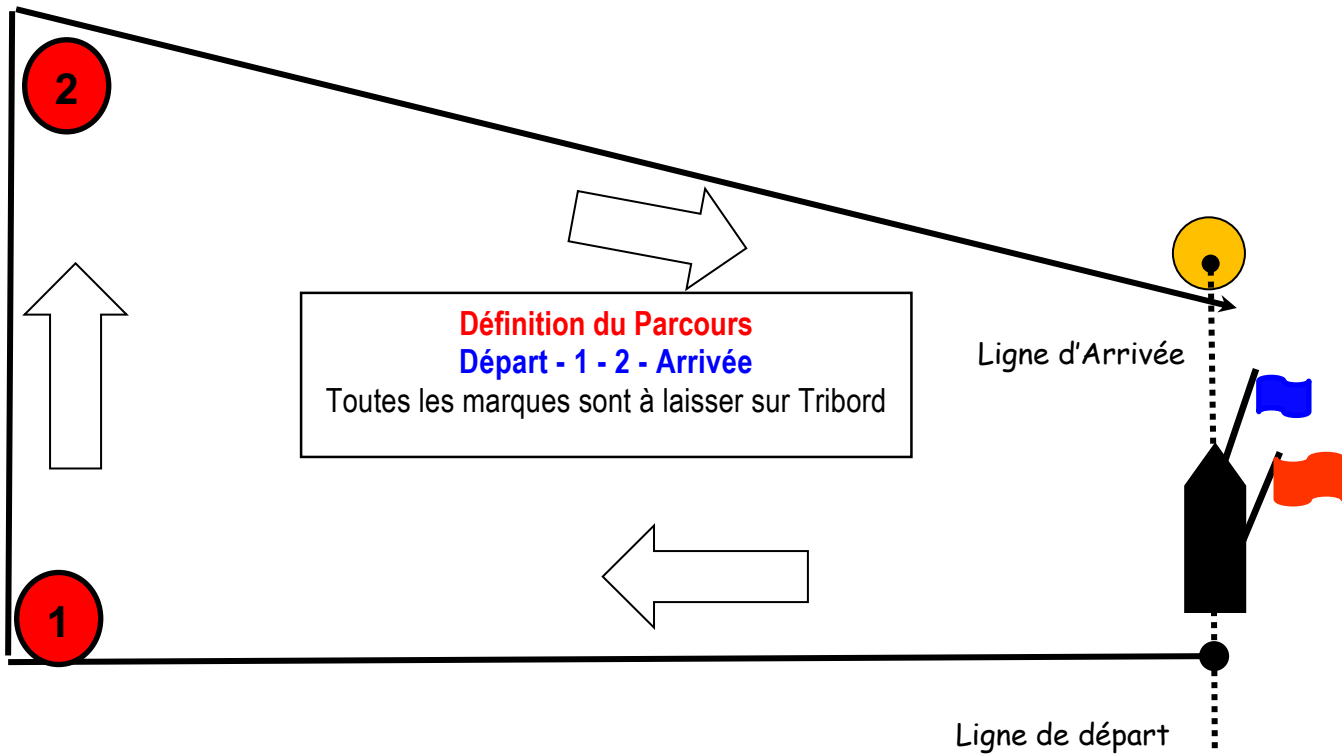 2
Définition du Parcours
Départ - 1 - 2 - Arrivée
Toutes les marques sont à laisser sur Tribord
Ligne d'Arrivée
1
Ligne de départ